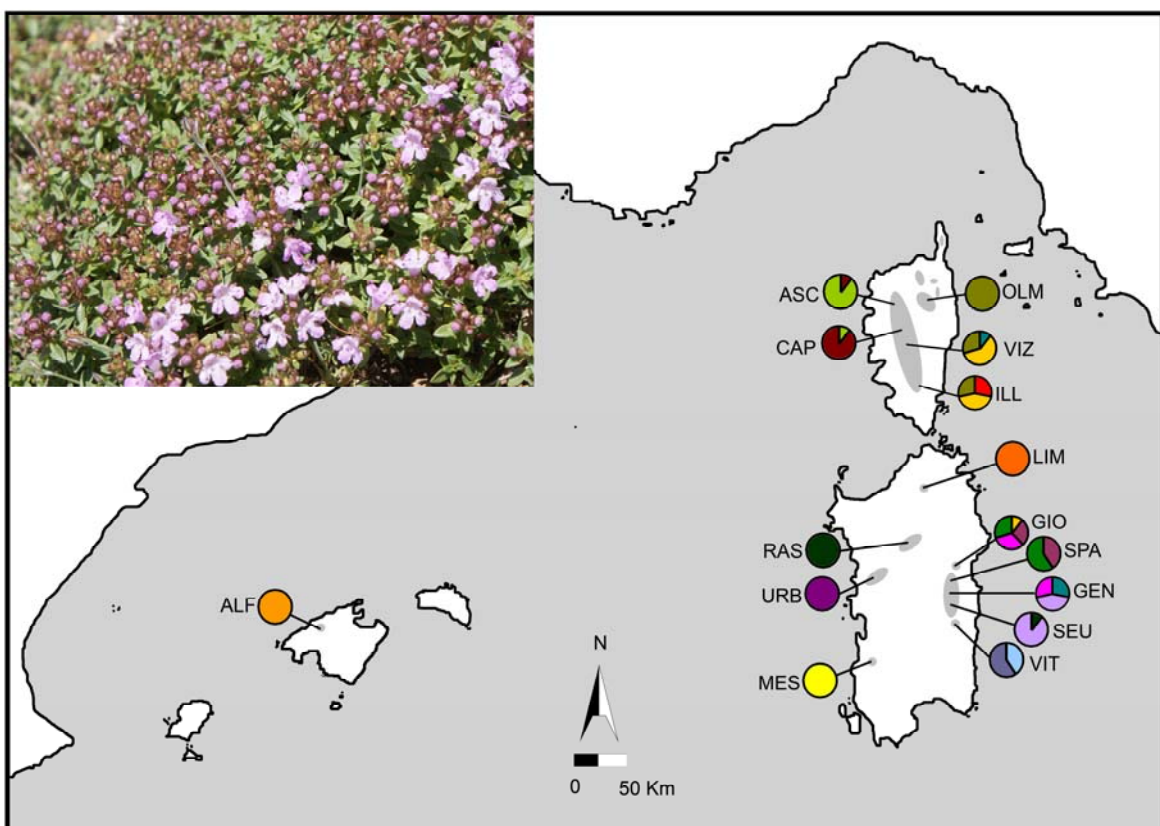 ASC
OLM
CAP
VIZ
ILL
LIM
GIO
RAS
SPA
URB
GEN
ALF
SEU
VIT
MES
N
0 50 Km